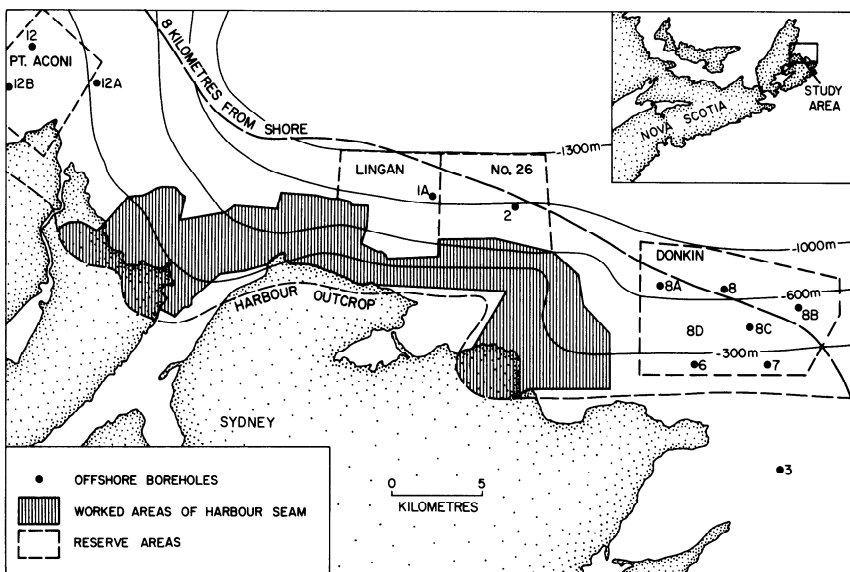 12
PT. ACONI
12B
12A
8 KILOMETRES FROM SHORE
-1300m
LINGAN
No. 26
1A
2
-1000m
DONKIN
8A
8
-600m
8B
8D
8C
-300m
6
7
HARBOUR OUTCROP
SYDNEY
3
NOVA SCOTIA
STUDY
AREA
OFFSHORE BOREHOLES
WORKED AREAS OF HARBOUR SEAM
RESERVE AREAS
0 5
KILOMETRES